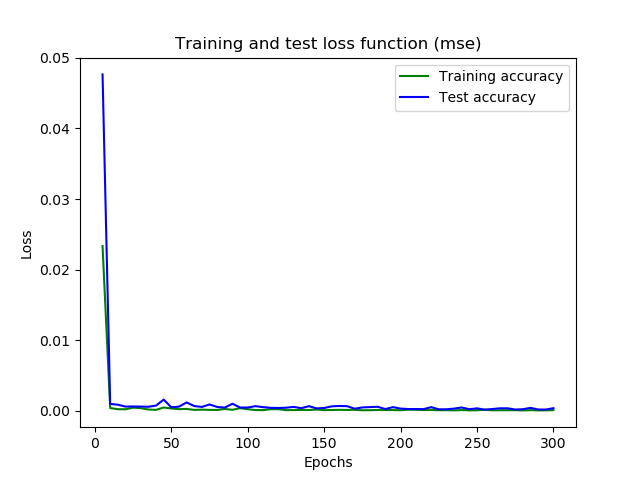 Training and test loss function (mse)
Training accuracy
Test accuracy
0.05
0.04
0.03
0.02
0.01
0.00
Loss
0 50 100 150 200 250 300
Epochs